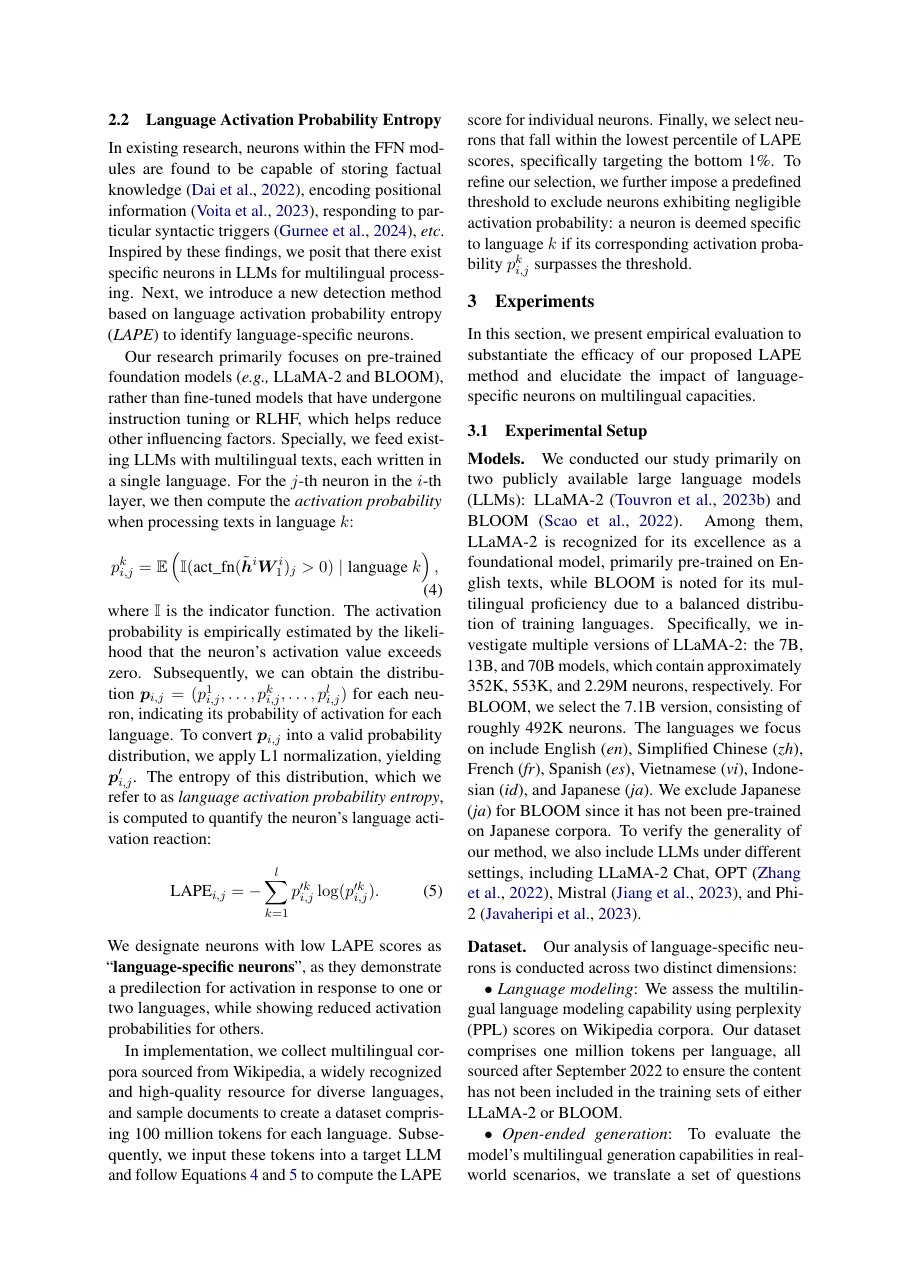 2.2 Language Activation Probability Entropy
In existing research, neurons within the FFN mod-
ules are found to be capable of storing factual
knowledge (Dai et al., 2022), encoding positional
information (Voita et al., 2023), responding to par-
ticular syntactic triggers (Gurnee et al., 2024), etc.
Inspired by these findings, we posit that there exist
specific neurons in LLMs for multilingual process-
ing. Next, we introduce a new detection method
based on language activation probability entropy
(LAPE) to identify language-specific neurons.
Our research primarily focuses on pre-trained
foundation models (e.g., LLaMA-2 and BLOOM),
rather than fine-tuned models that have undergone
instruction tuning or RLHF, which helps reduce
other influencing factors. Specially, we feed exist-
ing LLMs with multilingual texts, each written in
a single language. For the j-th neuron in the i-th
layer, we then compute the activation probability
when processing texts in language k:
p^k_{i,j} = 𝔼 (𝕀(act_fn(h̃^i W^i_1)_j > 0) | language k) ,
(4)
where 𝕀 is the indicator function. The activation
probability is empirically estimated by the likeli-
hood that the neuron's activation value exceeds
zero. Subsequently, we can obtain the distribu-
tion p_{i,j} = (p^1_{i,j}, . . . , p^k_{i,j}, . . . , p^l_{i,j}) for each neu-
ron, indicating its probability of activation for each
language. To convert p_{i,j} into a valid probability
distribution, we apply L1 normalization, yielding
p′_{i,j}. The entropy of this distribution, which we
refer to as language activation probability entropy,
is computed to quantify the neuron's language acti-
vation reaction:
LAPE_{i,j} = − ∑_{k=1}^{l} p′^k_{i,j} log(p′^k_{i,j}). (5)
We designate neurons with low LAPE scores as
“language-specific neurons”, as they demonstrate
a predilection for activation in response to one or
two languages, while showing reduced activation
probabilities for others.
In implementation, we collect multilingual cor-
pora sourced from Wikipedia, a widely recognized
and high-quality resource for diverse languages,
and sample documents to create a dataset compris-
ing 100 million tokens for each language. Subse-
quently, we input these tokens into a target LLM
and follow Equations 4 and 5 to compute the LAPE
score for individual neurons. Finally, we select neu-
rons that fall within the lowest percentile of LAPE
scores, specifically targeting the bottom 1%. To
refine our selection, we further impose a predefined
threshold to exclude neurons exhibiting negligible
activation probability: a neuron is deemed specific
to language k if its corresponding activation proba-
bility p^k_{i,j} surpasses the threshold.
3 Experiments
In this section, we present empirical evaluation to
substantiate the efficacy of our proposed LAPE
method and elucidate the impact of language-
specific neurons on multilingual capacities.
3.1 Experimental Setup
Models. We conducted our study primarily on
two publicly available large language models
(LLMs): LLaMA-2 (Touvron et al., 2023b) and
BLOOM (Scao et al., 2022). Among them,
LLaMA-2 is recognized for its excellence as a
foundational model, primarily pre-trained on En-
glish texts, while BLOOM is noted for its mul-
tilingual proficiency due to a balanced distribu-
tion of training languages. Specifically, we in-
vestigate multiple versions of LLaMA-2: the 7B,
13B, and 70B models, which contain approximately
352K, 553K, and 2.29M neurons, respectively. For
BLOOM, we select the 7.1B version, consisting of
roughly 492K neurons. The languages we focus
on include English (en), Simplified Chinese (zh),
French (fr), Spanish (es), Vietnamese (vi), Indone-
sian (id), and Japanese (ja). We exclude Japanese
(ja) for BLOOM since it has not been pre-trained
on Japanese corpora. To verify the generality of
our method, we also include LLMs under different
settings, including LLaMA-2 Chat, OPT (Zhang
et al., 2022), Mistral (Jiang et al., 2023), and Phi-
2 (Javaheripi et al., 2023).
Dataset. Our analysis of language-specific neu-
rons is conducted across two distinct dimensions:
• Language modeling: We assess the multilin-
gual language modeling capability using perplexity
(PPL) scores on Wikipedia corpora. Our dataset
comprises one million tokens per language, all
sourced after September 2022 to ensure the content
has not been included in the training sets of either
LLaMA-2 or BLOOM.
• Open-ended generation: To evaluate the
model's multilingual generation capabilities in real-
world scenarios, we translate a set of questions